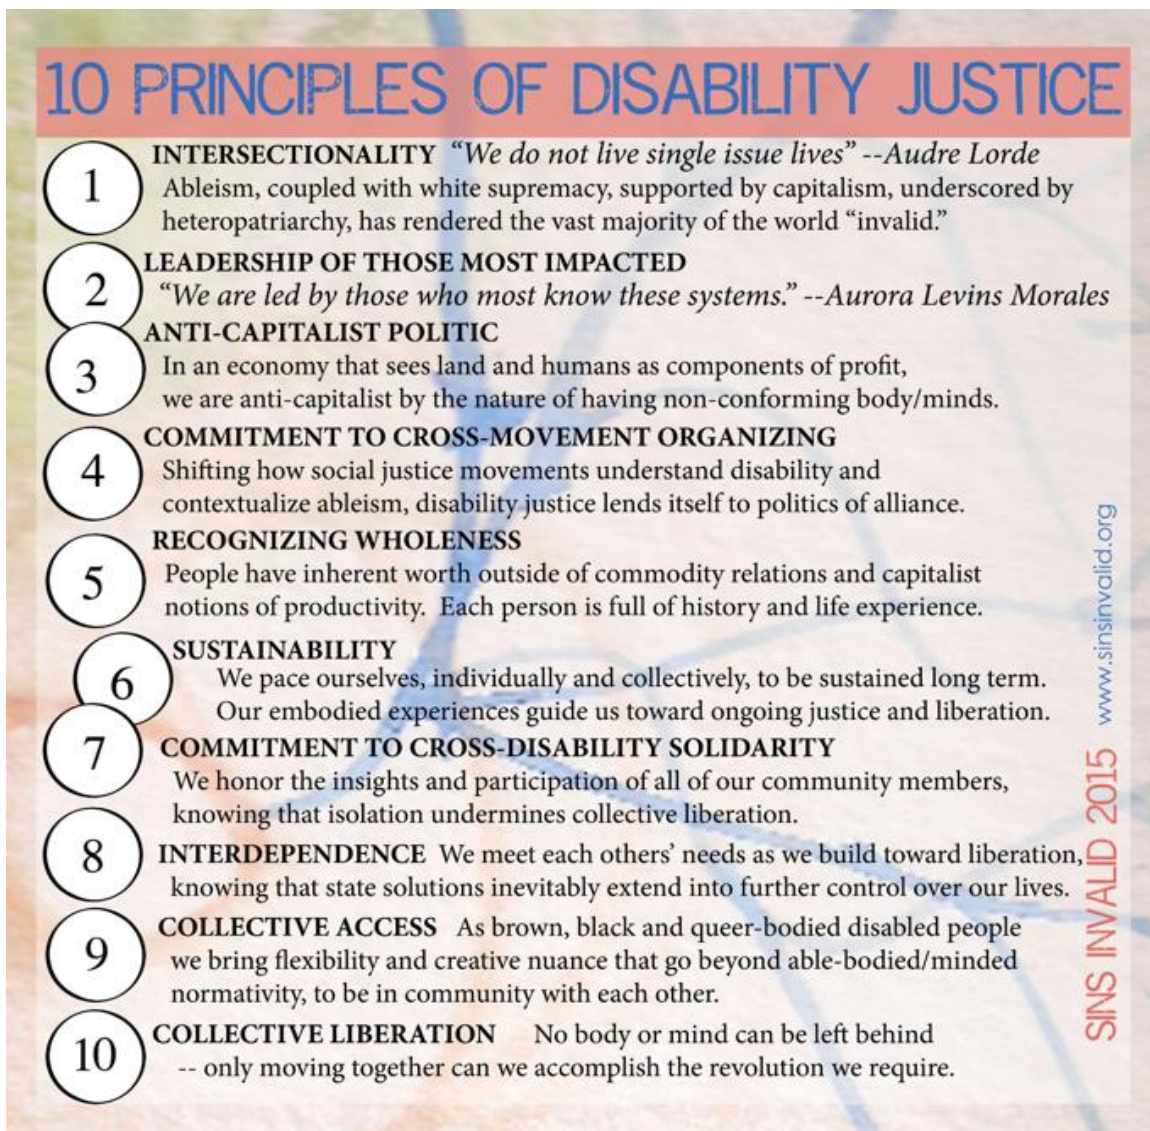 10 PRINCIPLES OF DISABILITY JUSTICE
1
INTERSECTIONALITY “We do not live single issue lives” --Audre Lorde
Ableism, coupled with white supremacy, supported by capitalism, underscored by
heteropatriarchy, has rendered the vast majority of the world “invalid.”
2
LEADERSHIP OF THOSE MOST IMPACTED
“We are led by those who most know these systems.” --Aurora Levins Morales
3
ANTI-CAPITALIST POLITIC
In an economy that sees land and humans as components of profit,
we are anti-capitalist by the nature of having non-conforming body/minds.
4
COMMITMENT TO CROSS-MOVEMENT ORGANIZING
Shifting how social justice movements understand disability and
contextualize ableism, disability justice lends itself to politics of alliance.
5
RECOGNIZING WHOLENESS
People have inherent worth outside of commodity relations and capitalist
notions of productivity. Each person is full of history and life experience.
6
SUSTAINABILITY
We pace ourselves, individually and collectively, to be sustained long term.
Our embodied experiences guide us toward ongoing justice and liberation.
7
COMMITMENT TO CROSS-DISABILITY SOLIDARITY
We honor the insights and participation of all of our community members,
knowing that isolation undermines collective liberation.
8
INTERDEPENDENCE We meet each others’ needs as we build toward liberation,
knowing that state solutions inevitably extend into further control over our lives.
9
COLLECTIVE ACCESS As brown, black and queer-bodied disabled people
we bring flexibility and creative nuance that go beyond able-bodied/minded
normativity, to be in community with each other.
10
COLLECTIVE LIBERATION No body or mind can be left behind
-- only moving together can we accomplish the revolution we require.
SINS INVALID 2015 www.sinsinvalid.org